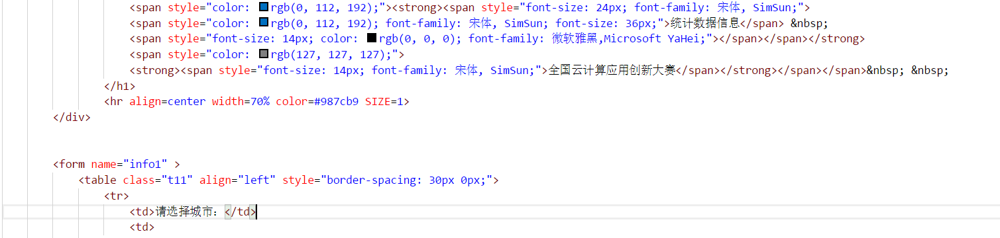 <span style="color: rgb(0, 112, 192);"><strong><span style="font-size: 24px; font-family: 宋体, SimSun;">
<span style="color: rgb(0, 112, 192); font-family: 宋体, SimSun; font-size: 36px;">统计数据信息</span> &nbsp;
<span style="font-size: 14px; color: rgb(0, 0, 0); font-family: 微软雅黑,Microsoft YaHei;"></span></span></strong>
<span style="color: rgb(127, 127, 127);">
<strong><span style="font-size: 14px; font-family: 宋体, SimSun;">全国云计算应用创新大赛</span></strong></span></span>&nbsp; &nbsp;
</h1>
<hr align=center width=70% color=#987cb9 SIZE=1>
</div>
<form name="info1" >
<table class="t11" align="left" style="border-spacing: 30px 0px;">
<tr>
<td>请选择城市：</td>
<td>